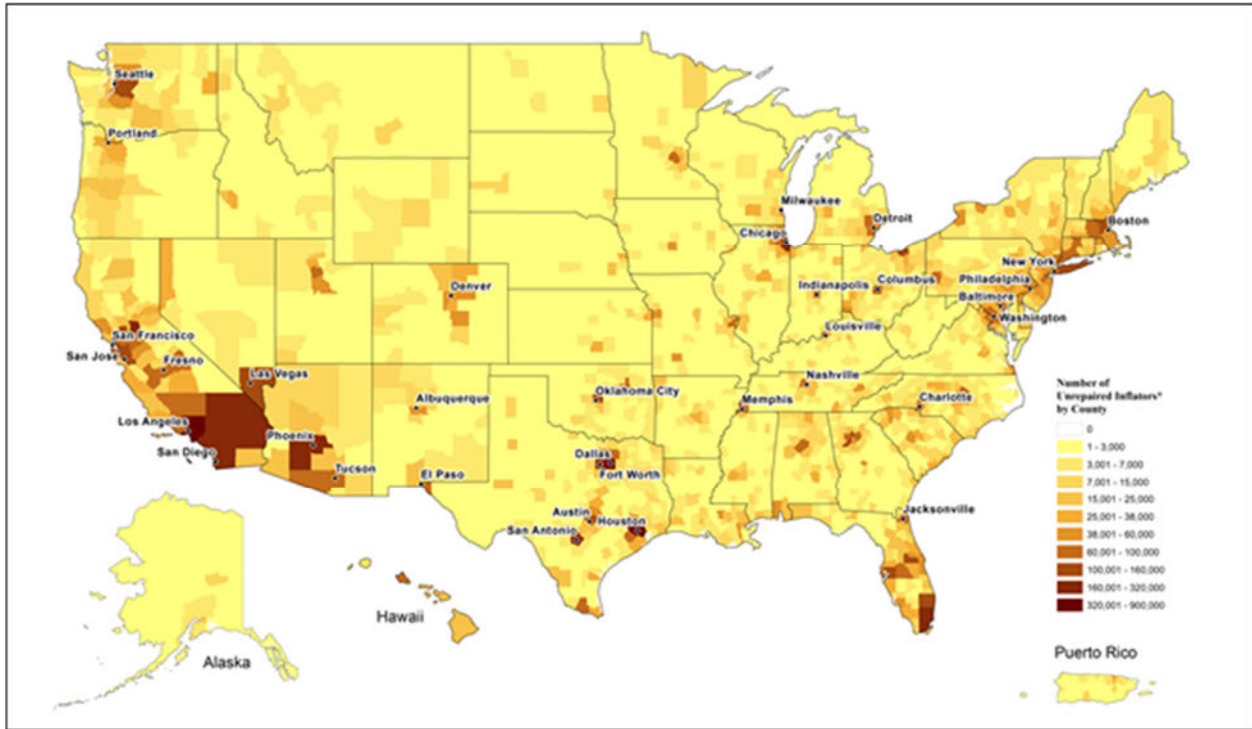 Seattle
Portland
Milwaukee
Detroit
Boston
Chicago
New York
Denver
Indianapolis
Columbus
Philadelphia
Baltimore
Washington
San Francisco
Louisville
San Jose
Fresno
Las Vegas
Nashville
Oklahoma City
Albuquerque
Memphis
Charlotte
Los Angeles
Phoenix
San Diego
Dallas
Tucson
El Paso
Fort Worth
Austin
Houston
Jacksonville
San Antonio
Hawaii
Alaska
Puerto Rico
Number of
Unrepaired Inflators*
by County
0
1 - 3,000
3,001 - 7,000
7,001 - 15,000
15,001 - 25,000
25,001 - 38,000
38,001 - 60,000
60,001 - 100,000
100,001 - 160,000
160,001 - 320,000
320,001 - 900,000